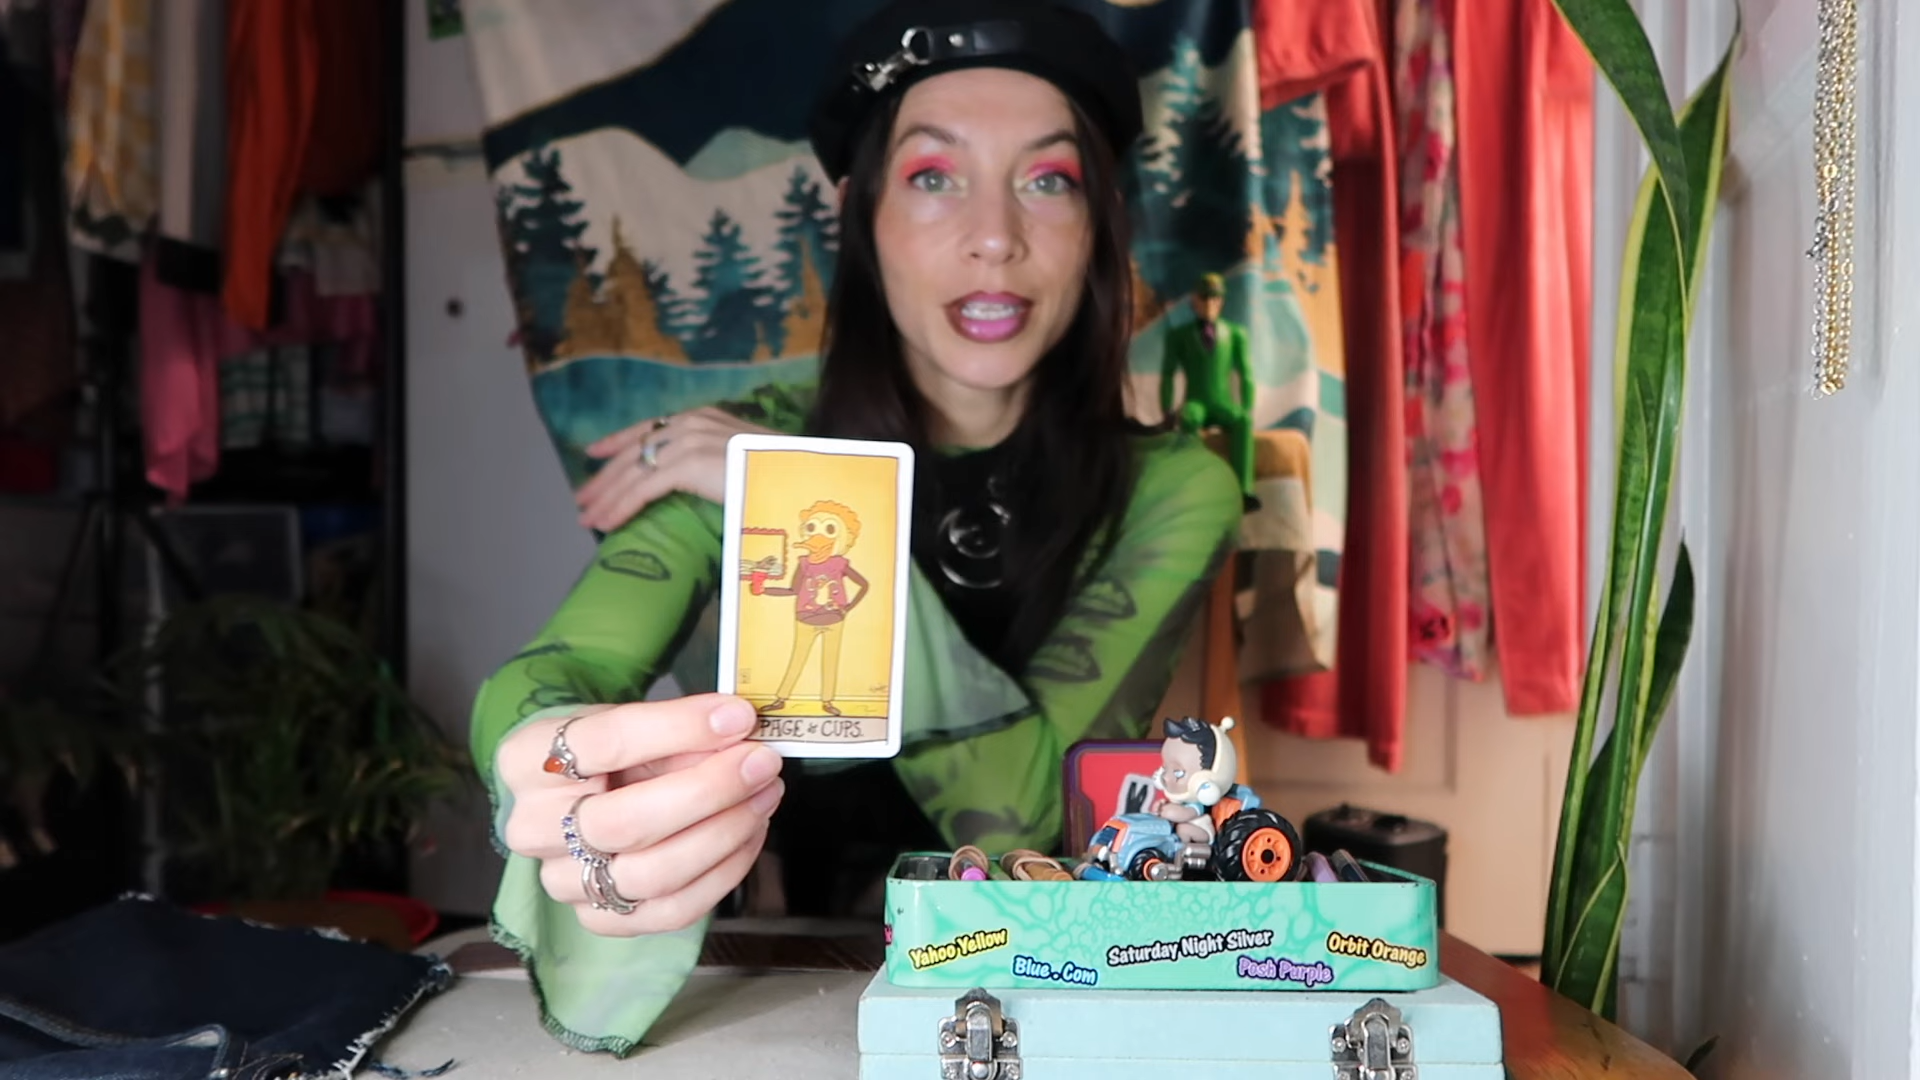 PAGE of CUPS.
Yahoo Yellow
Blue.Com
Saturday Night Silver
Posh Purple
Orbit Orange